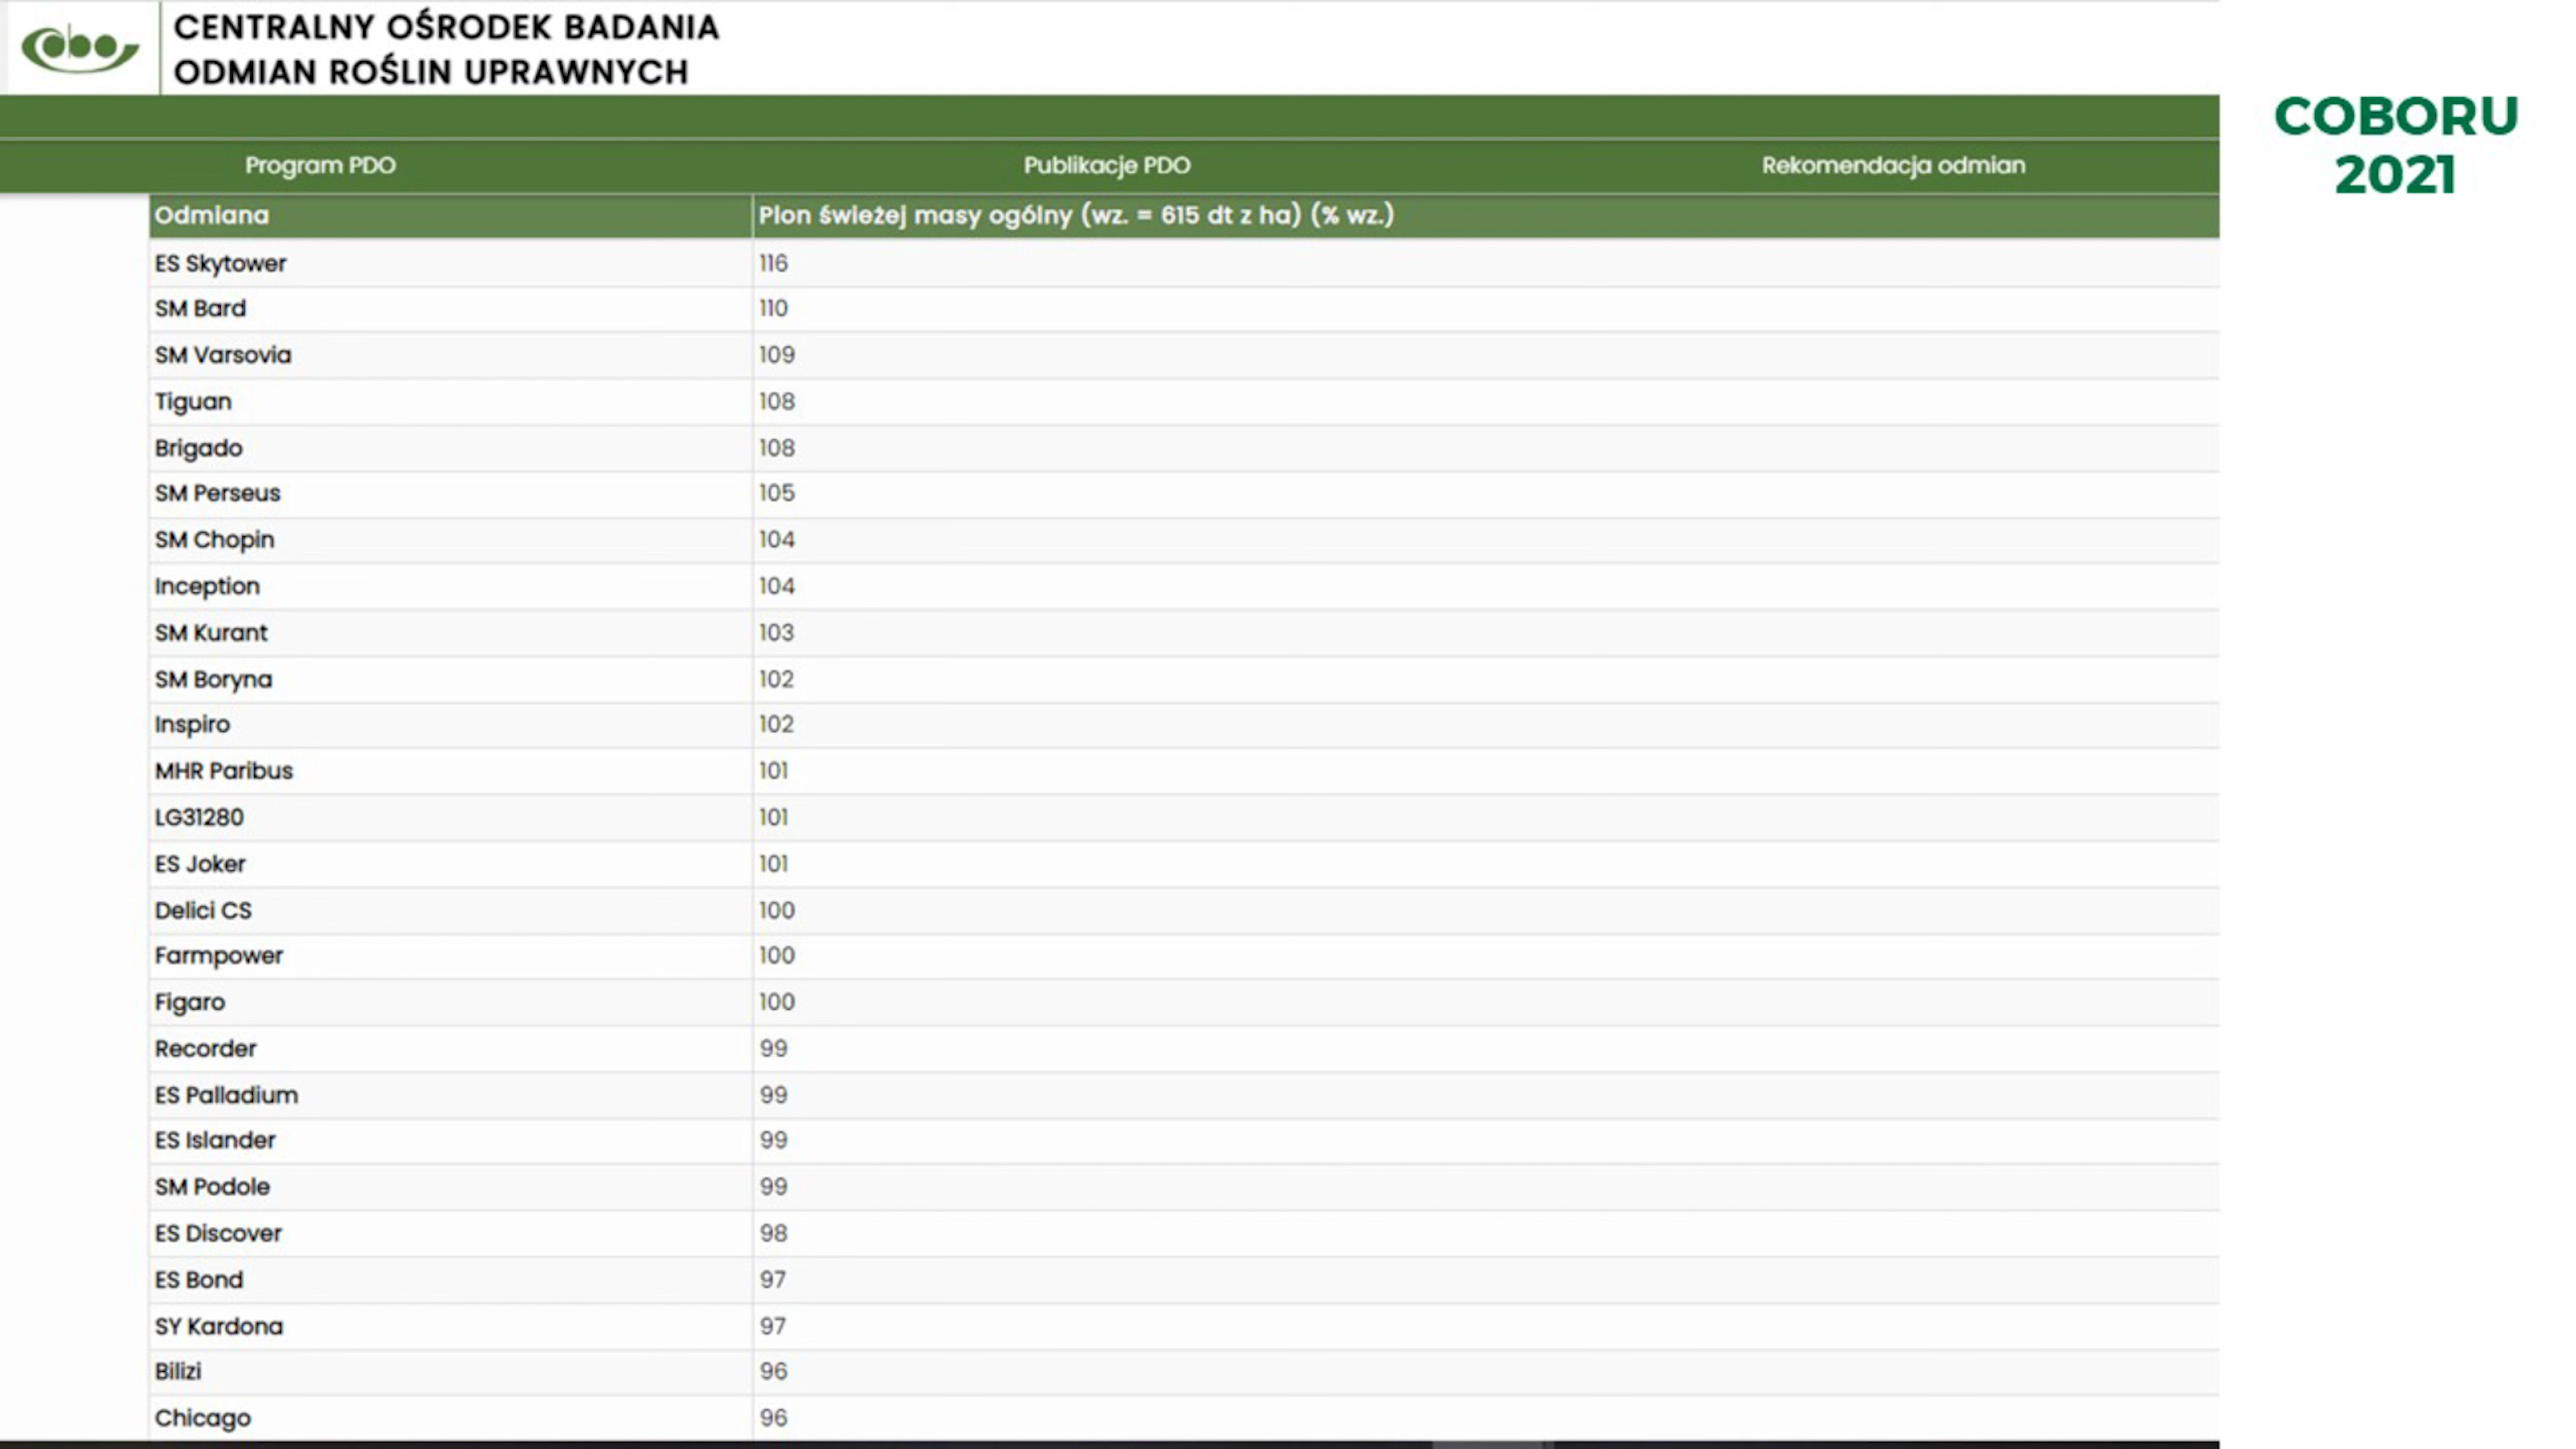 cobo
CENTRALNY OŚRODEK BADANIA
ODMIAN ROŚLIN UPRAWNYCH
COBORU
2021
Program PDO Publikacje PDO Rekomendacja odmian
Odmiana Plon świeżej masy ogólny (wz. = 615 dt z ha) (% wz.)
ES Skytower 116
SM Bard 110
SM Varsovia 109
Tiguan 108
Brigado 108
SM Perseus 105
SM Chopin 104
Inception 104
SM Kurant 103
SM Boryna 102
Inspiro 102
MHR Paribus 101
LG31280 101
ES Joker 101
Delici CS 100
Farmpower 100
Figaro 100
Recorder 99
ES Palladium 99
ES Islander 99
SM Podole 99
ES Discover 98
ES Bond 97
SY Kardona 97
Bilizi 96
Chicago 96